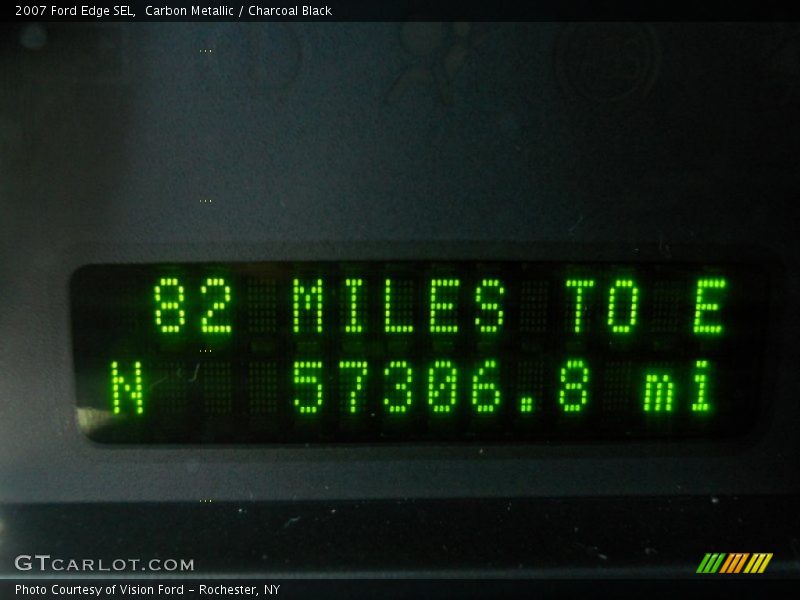 2007 Ford Edge SEL,  Carbon Metallic / Charcoal Black
82 MILES TO E
N 57306.8 mi
GTCARLOT.COM
Photo Courtesy of Vision Ford - Rochester, NY